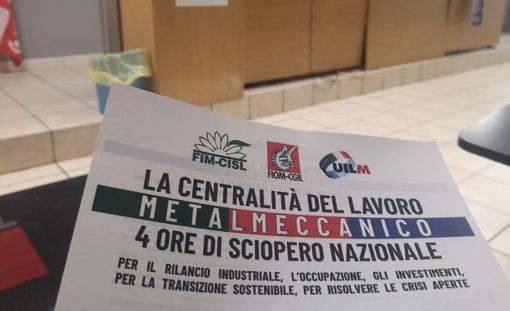 FIM-CISL FIOM-CGIL UILM
LA CENTRALITÀ DEL LAVORO
METALMECCANICO
4 ORE DI SCIOPERO NAZIONALE
PER IL RILANCIO INDUSTRIALE, L'OCCUPAZIONE, GLI INVESTIMENTI,
PER LA TRANSIZIONE SOSTENIBILE, PER RISOLVERE LE CRISI APERTE